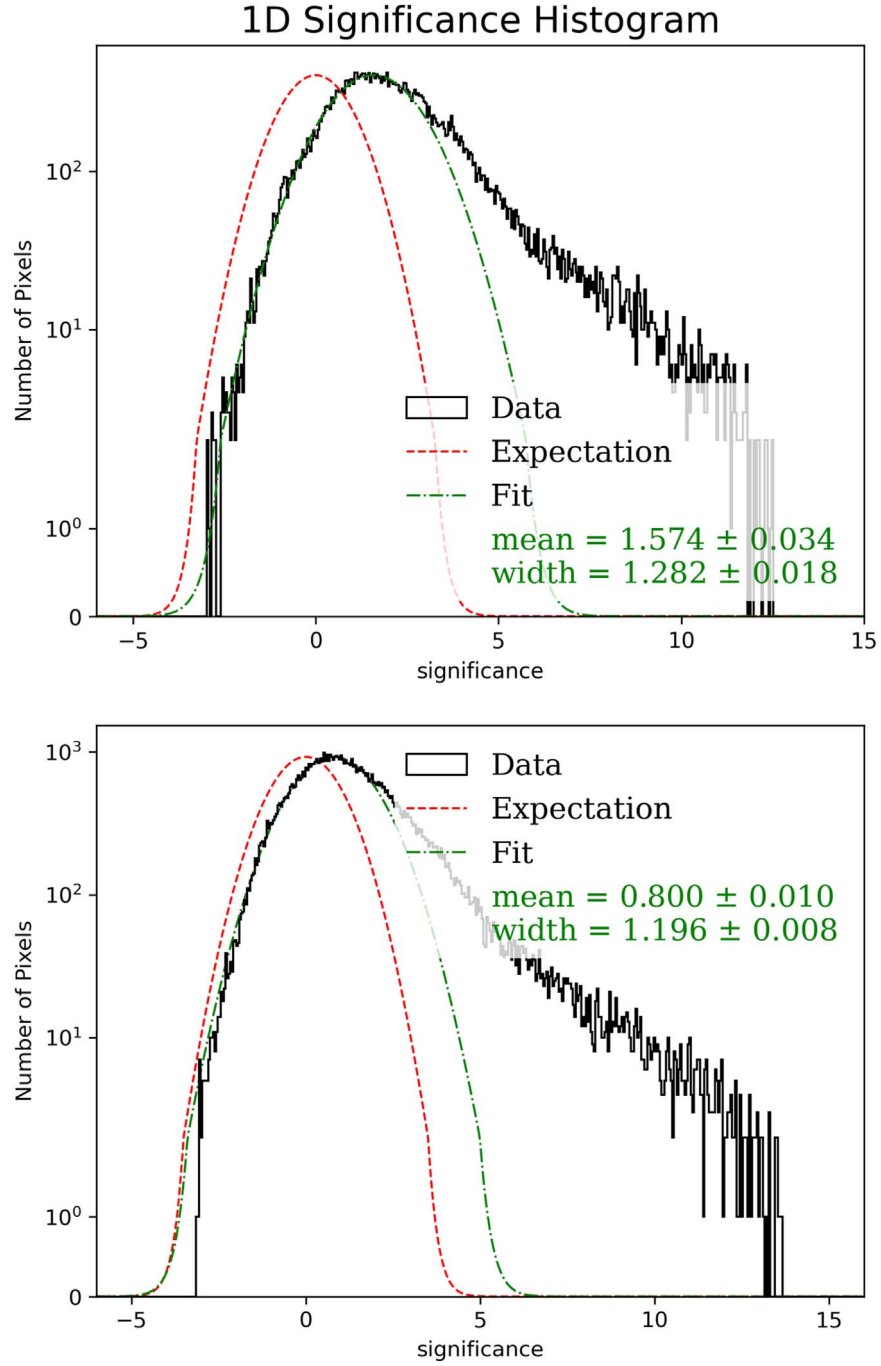 1D Significance Histogram
Number of Pixels
10²
10¹
10⁰
0
Data
Expectation
Fit
mean = 1.574 ± 0.034
width = 1.282 ± 0.018
−5 0 5 10 15
significance
Number of Pixels
10³
10²
10¹
10⁰
0
Data
Expectation
Fit
mean = 0.800 ± 0.010
width = 1.196 ± 0.008
−5 0 5 10 15
significance